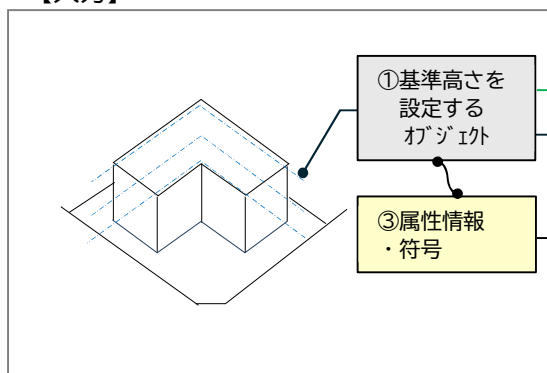 ①基準高さを
設定する
ｵﾌﾞｼﾞｪｸﾄ
③属性情報
・符号